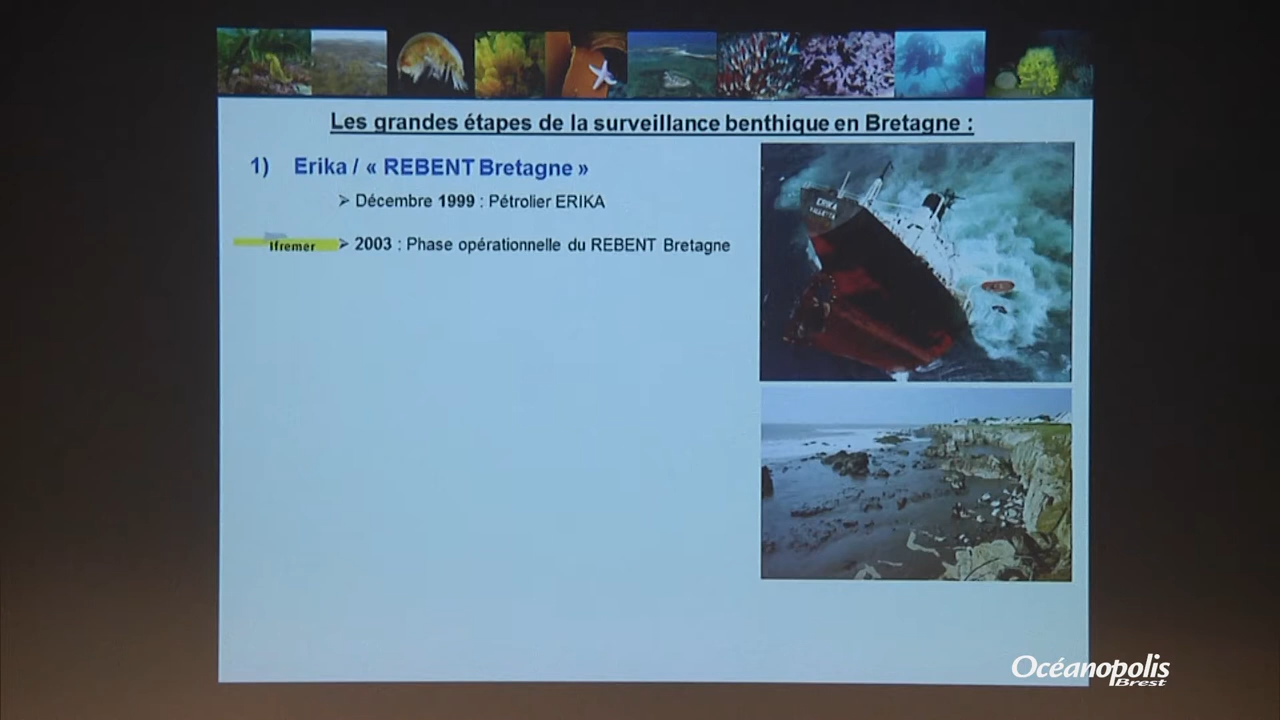 Les grandes étapes de la surveillance benthique en Bretagne :
1) Erika / « REBENT Bretagne »
➢ Décembre 1999 : Pétrolier ERIKA
Ifremer ➢ 2003 : Phase opérationnelle du REBENT Bretagne
ERIKA
VALLETTA
Océanopolis
Brest